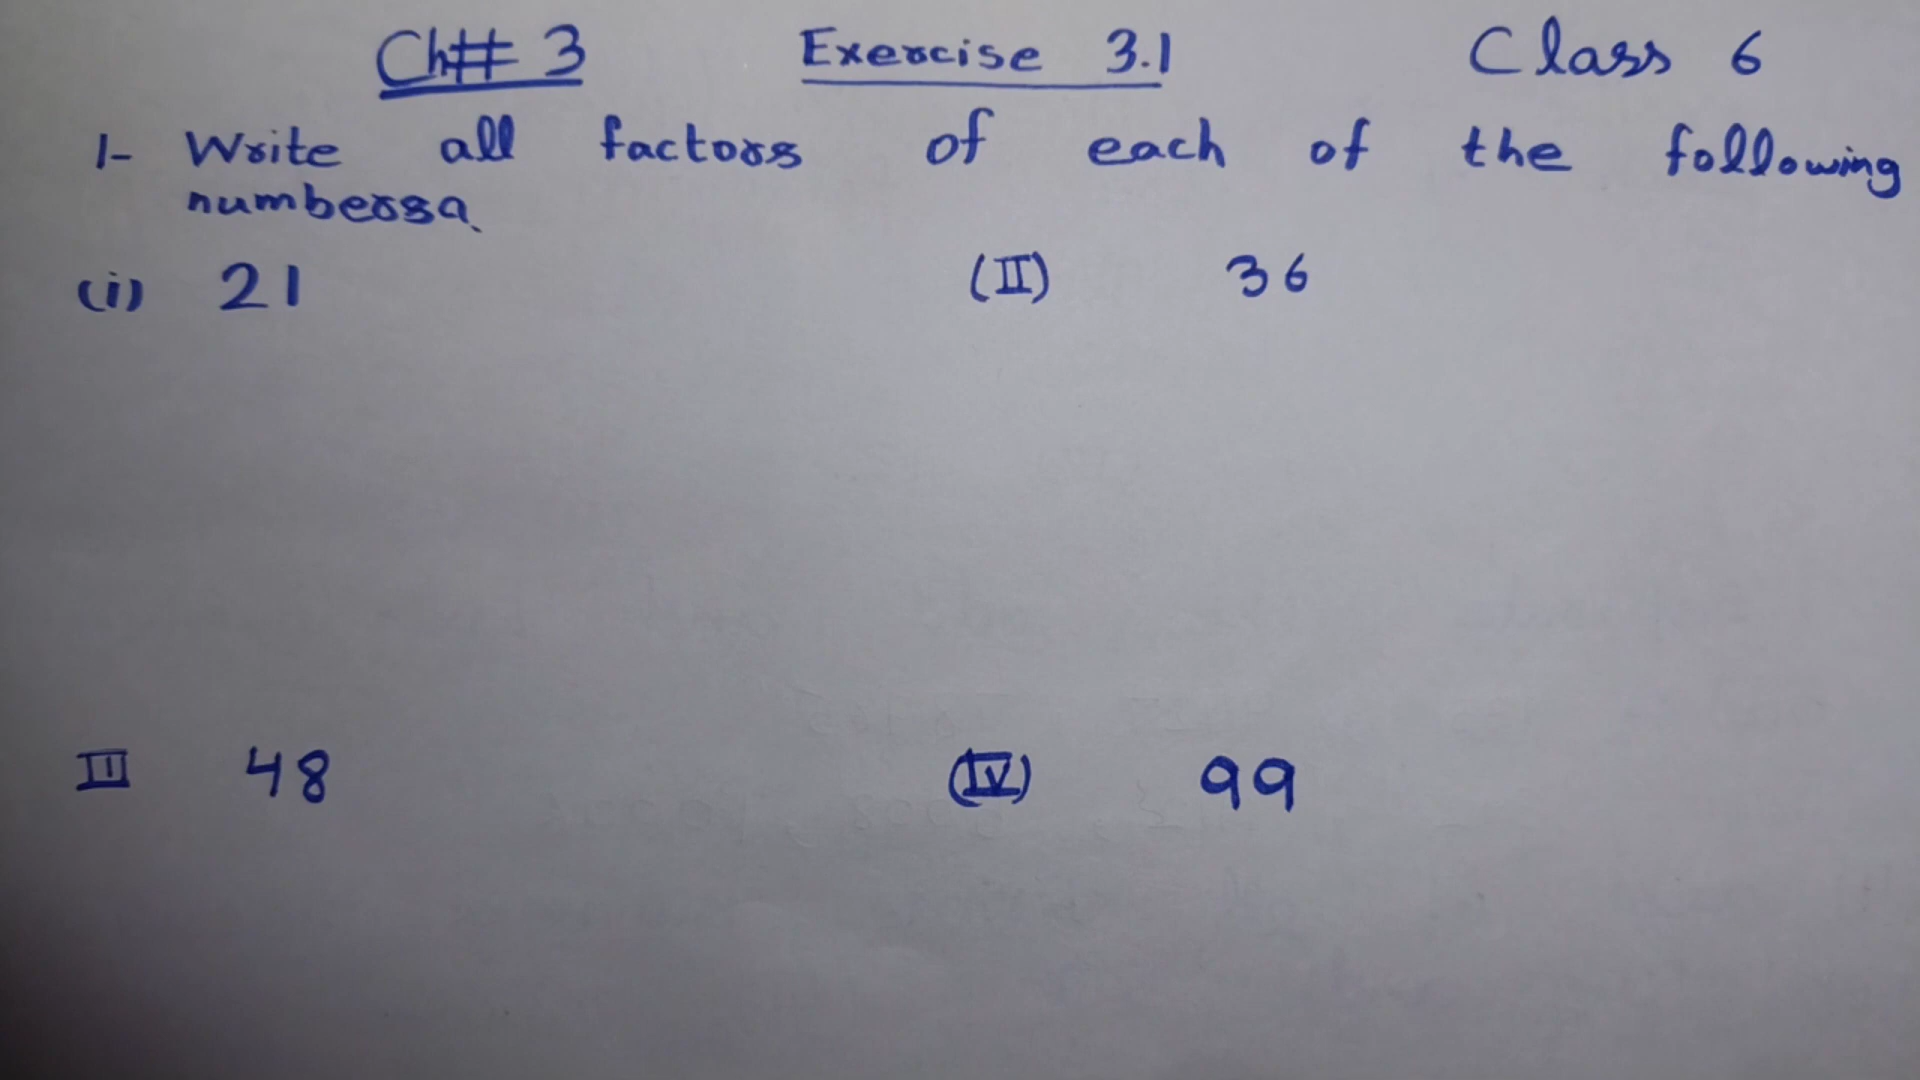 Ch# 3 Exercise 3.1 Class 6
1- Write all factors of each of the following
numbersa
(i) 21 (II) 36
III 48 (IV) 99